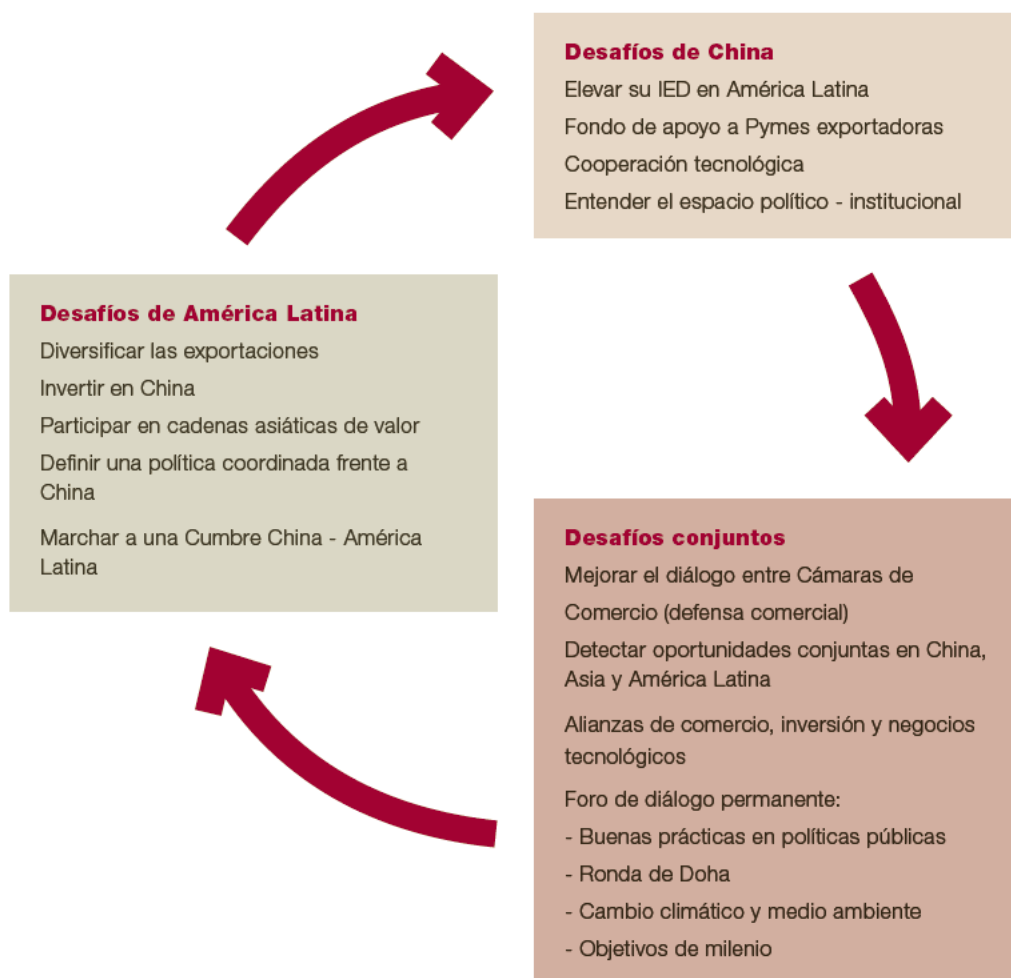 Desafíos de China
Elevar su IED en América Latina
Fondo de apoyo a Pymes exportadoras
Cooperación tecnológica
Entender el espacio político - institucional
Desafíos de América Latina
Diversificar las exportaciones
Invertir en China
Participar en cadenas asiáticas de valor
Definir una política coordinada frente a
China
Marchar a una Cumbre China - América
Latina
Desafíos conjuntos
Mejorar el diálogo entre Cámaras de
Comercio (defensa comercial)
Detectar oportunidades conjuntas en China,
Asia y América Latina
Alianzas de comercio, inversión y negocios
tecnológicos
Foro de diálogo permanente:
- Buenas prácticas en políticas públicas
- Ronda de Doha
- Cambio climático y medio ambiente
- Objetivos de milenio